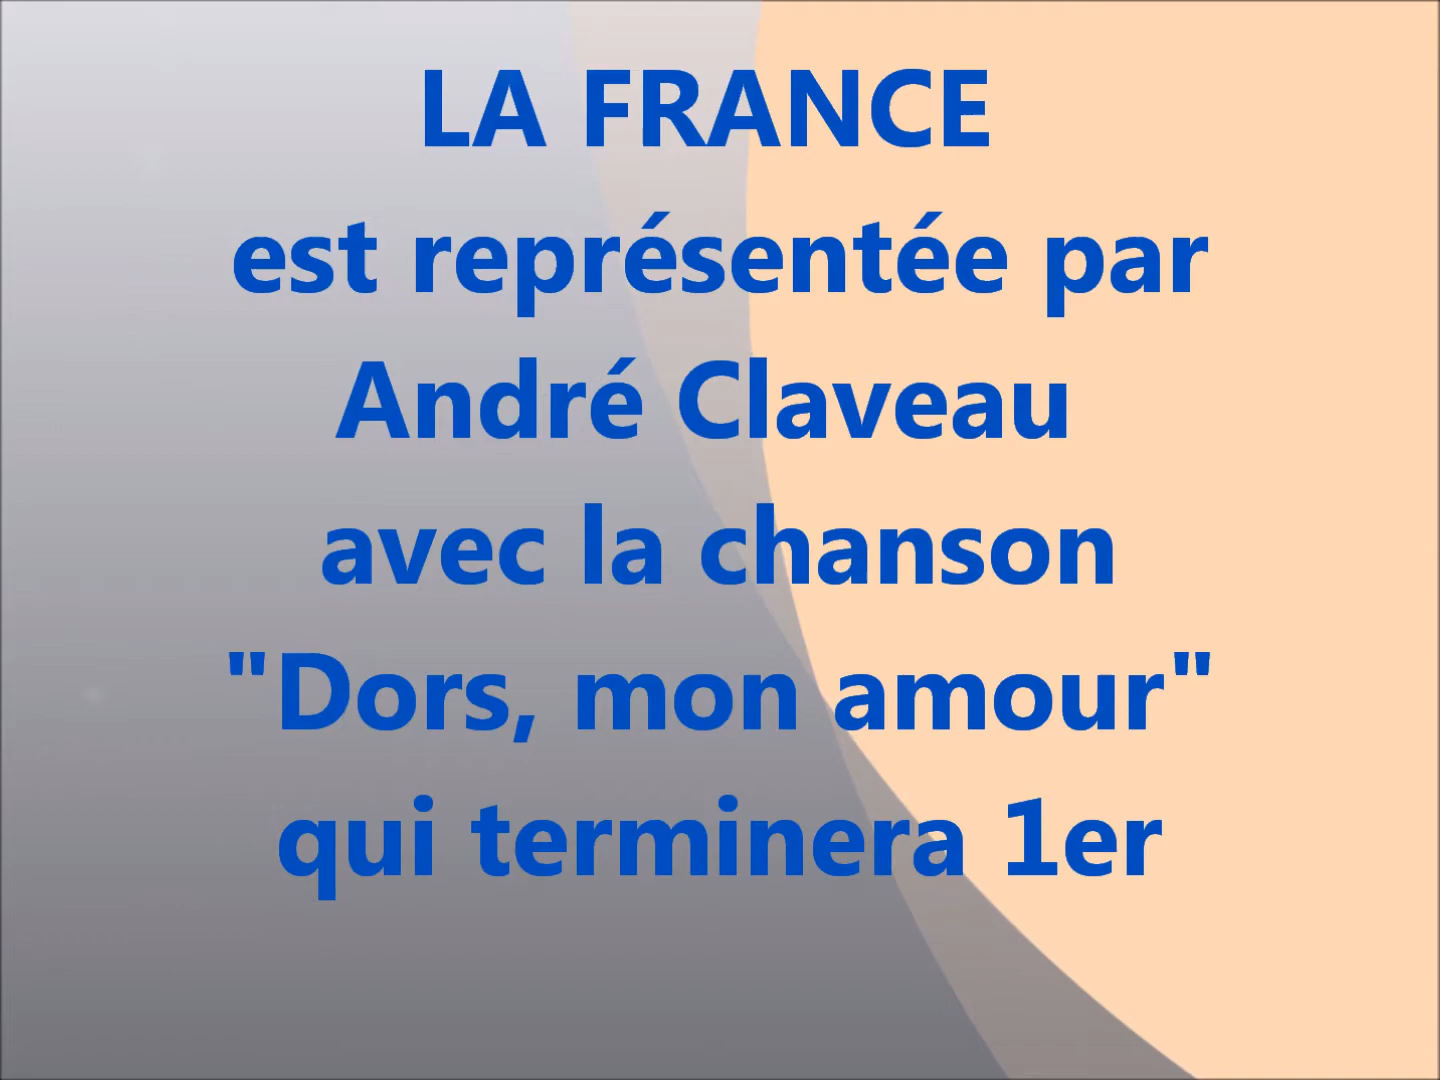 LA FRANCE
est représentée par
André Claveau
avec la chanson
"Dors, mon amour"
qui terminera 1er